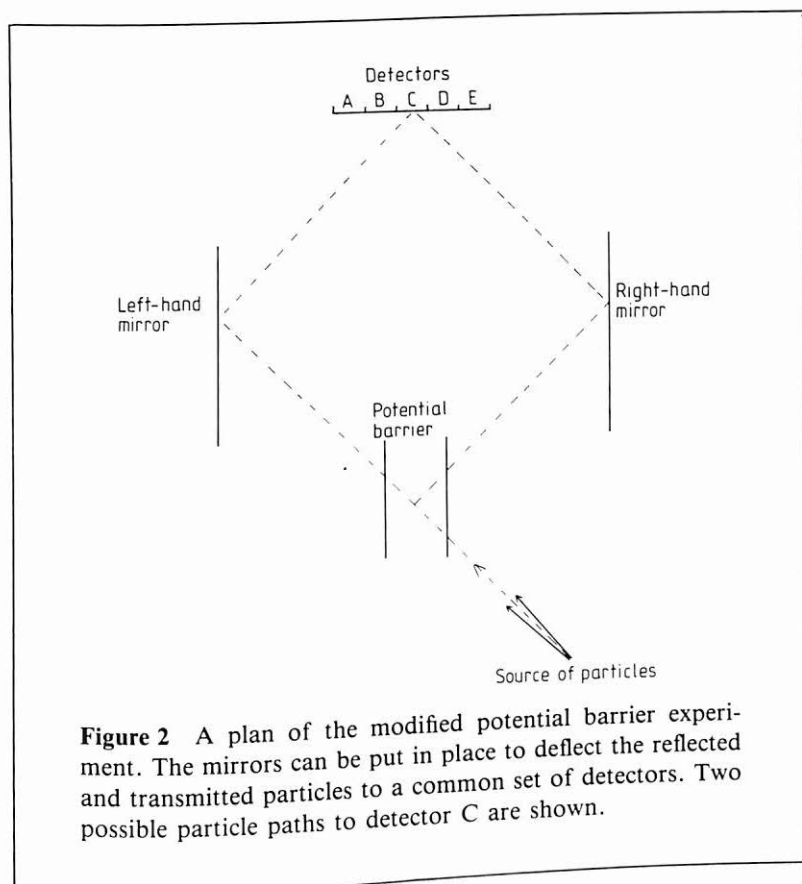 Detectors
A B C D E
Left-hand
mirror
Right-hand
mirror
Potential
barrier
Source of particles
Figure 2 A plan of the modified potential barrier experi-
ment. The mirrors can be put in place to deflect the reflected
and transmitted particles to a common set of detectors. Two
possible particle paths to detector C are shown.